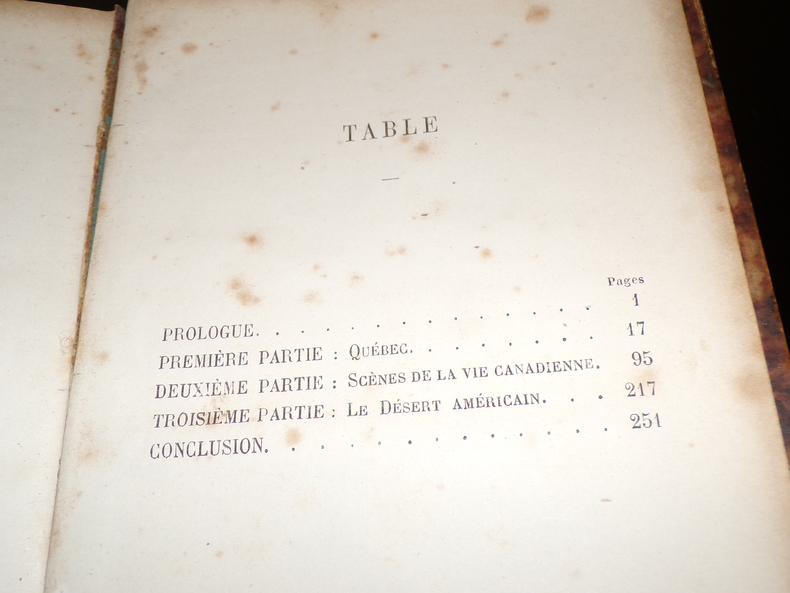 TABLE
Pages
PROLOGUE. . . . . . . . . . . . . . 1
PREMIÈRE PARTIE : QUÉBEC. . . . . . . . 17
DEUXIÈME PARTIE : SCÈNES DE LA VIE CANADIENNE. 95
TROISIÈME PARTIE : LE DÉSERT AMÉRICAIN. . . 217
CONCLUSION. . . . . . . . . . . . . 251